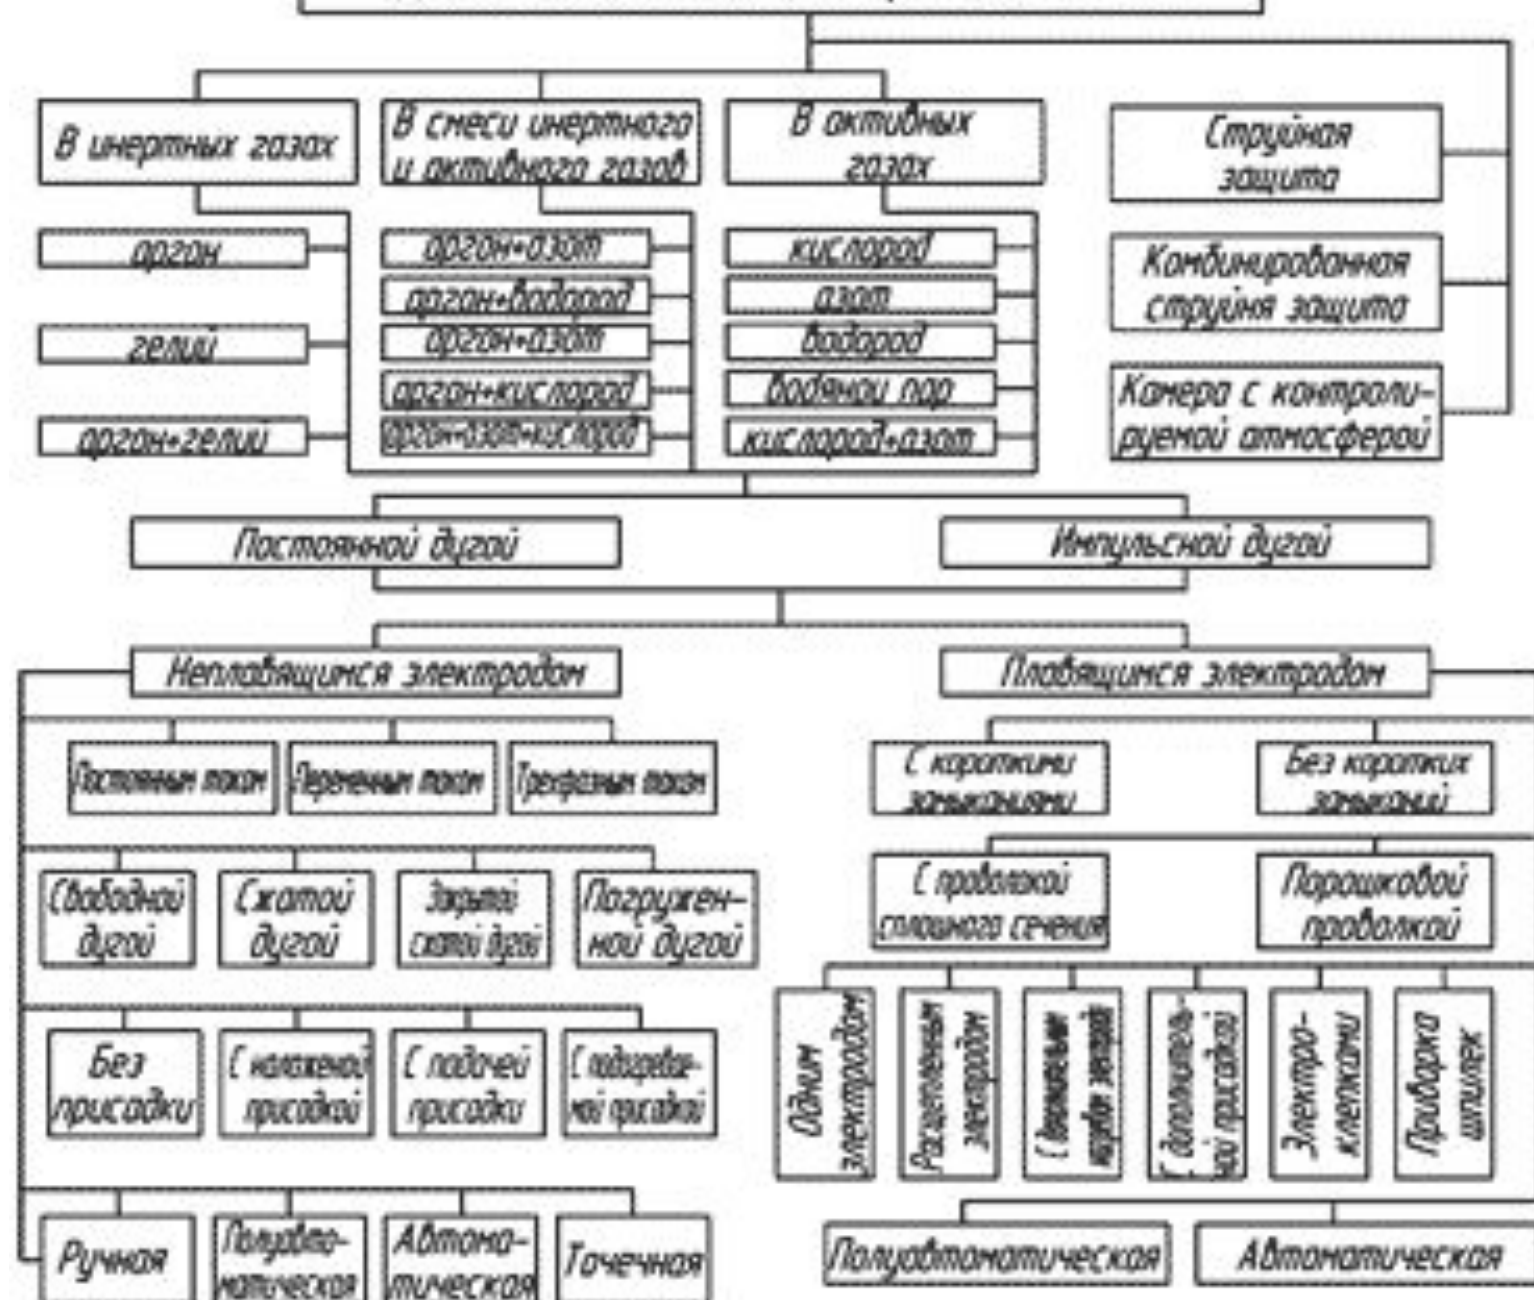 В инертных газах
В смеси инертного
и активного газов
В активных
газах
Струйная
защита
аргон
гелий
аргон+гелий
аргон+азот
аргон+водород
аргон+азот
аргон+кислород
аргон+азот+кислород
кислород
азот
водород
водяной пар
кислород+азот
Комбинированная
струйня защита
Камера с контроли-
руемой атмосферой
Постоянной дугой
Импульсной дугой
Неплавящимся электродом
Плавящимся электродом
Постоянным током
Переменным током
Трехфазным током
С короткими
замыканиями
Без коротких
замыканий
Свободной
дугой
Сжатой
дугой
Закрытой
сжатой дугой
Погружен-
ной дугой
С проволокой
сплошного сечения
Порошковой
проволкой
Без
присадки
С наложеной
присадкой
С подачей
присадки
С подогревае-
мой присадкой
Одним
электродом
Расщепленным
электродом
С дополнитель-
ной присадкой
Электро-
клепками
Приварка
шпилек
Ручная
Полуавто-
матическая
Автома-
тическая
Точечная
Полуавтоматическая
Автоматическая